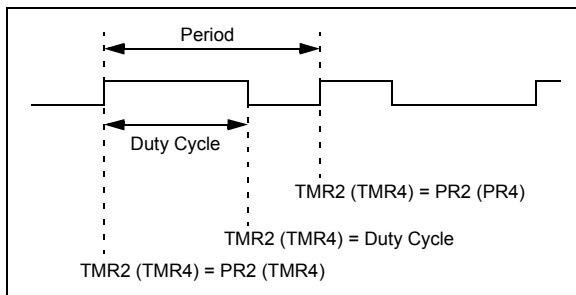 Period
Duty Cycle
TMR2 (TMR4) = PR2 (PR4)
TMR2 (TMR4) = Duty Cycle
TMR2 (TMR4) = PR2 (TMR4)